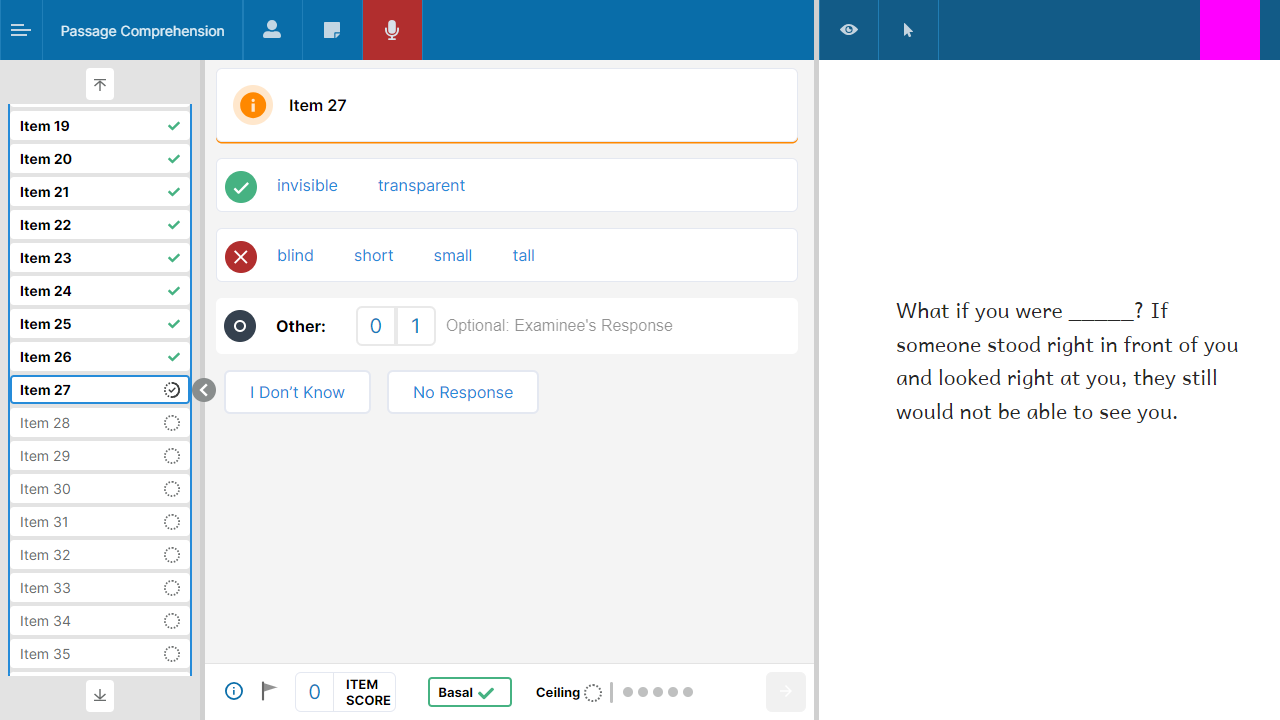 Passage Comprehension
Item 19
Item 20
Item 21
Item 22
Item 23
Item 24
Item 25
Item 26
Item 27
Item 28
Item 29
Item 30
Item 31
Item 32
Item 33
Item 34
Item 35
Item 27
invisible transparent
blind short small tall
Other: 0 1 Optional: Examinee's Response
I Don’t Know No Response
0 ITEM SCORE
Basal
Ceiling
What if you were _____? If
someone stood right in front of you
and looked right at you, they still
would not be able to see you.